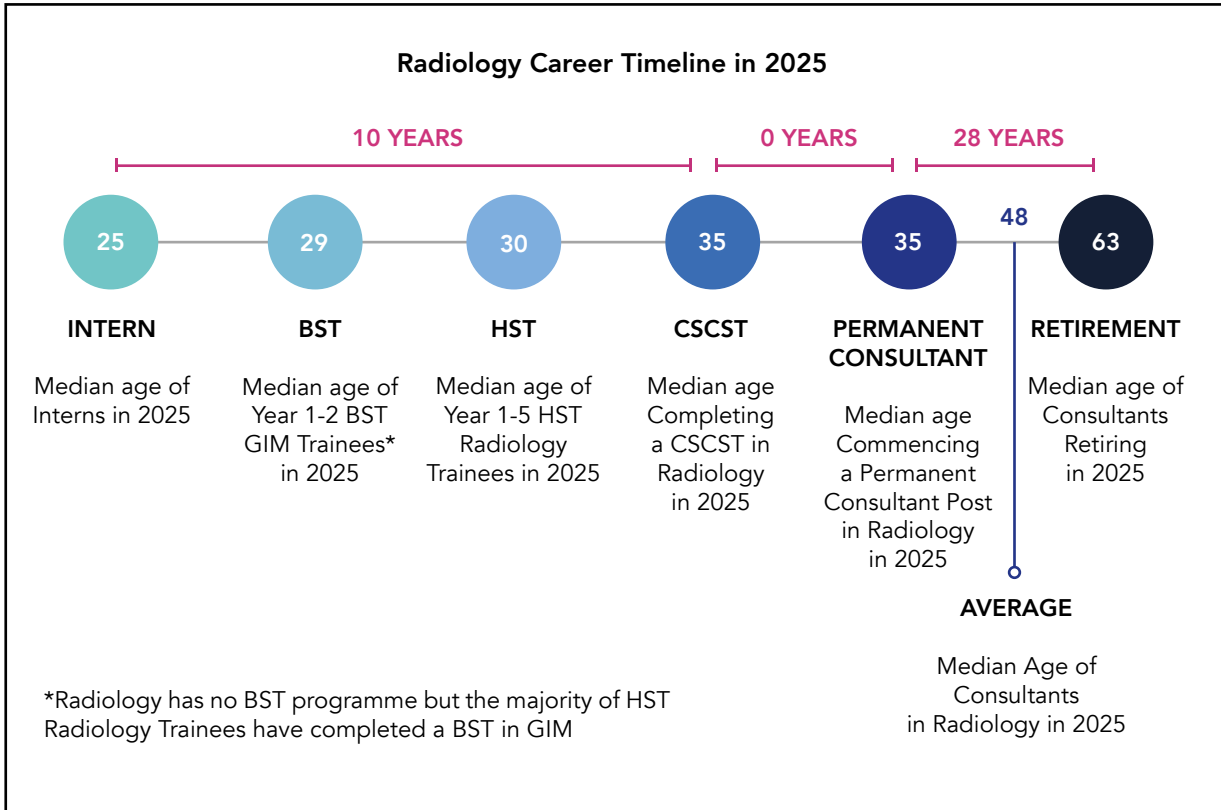 Radiology Career Timeline in 2025
10 YEARS
0 YEARS
28 YEARS
25
29
30
35
35
48
63
INTERN
Median age of
Interns in 2025
BST
Median age of
Year 1-2 BST
GIM Trainees*
in 2025
HST
Median age of
Year 1-5 HST
Radiology
Trainees in 2025
CSCST
Median age
Completing
a CSCST in
Radiology
in 2025
PERMANENT
CONSULTANT
Median age
Commencing
a Permanent
Consultant Post
in Radiology
in 2025
RETIREMENT
Median age of
Consultants
Retiring
in 2025
AVERAGE
Median Age of
Consultants
in Radiology in 2025
*Radiology has no BST programme but the majority of HST
Radiology Trainees have completed a BST in GIM